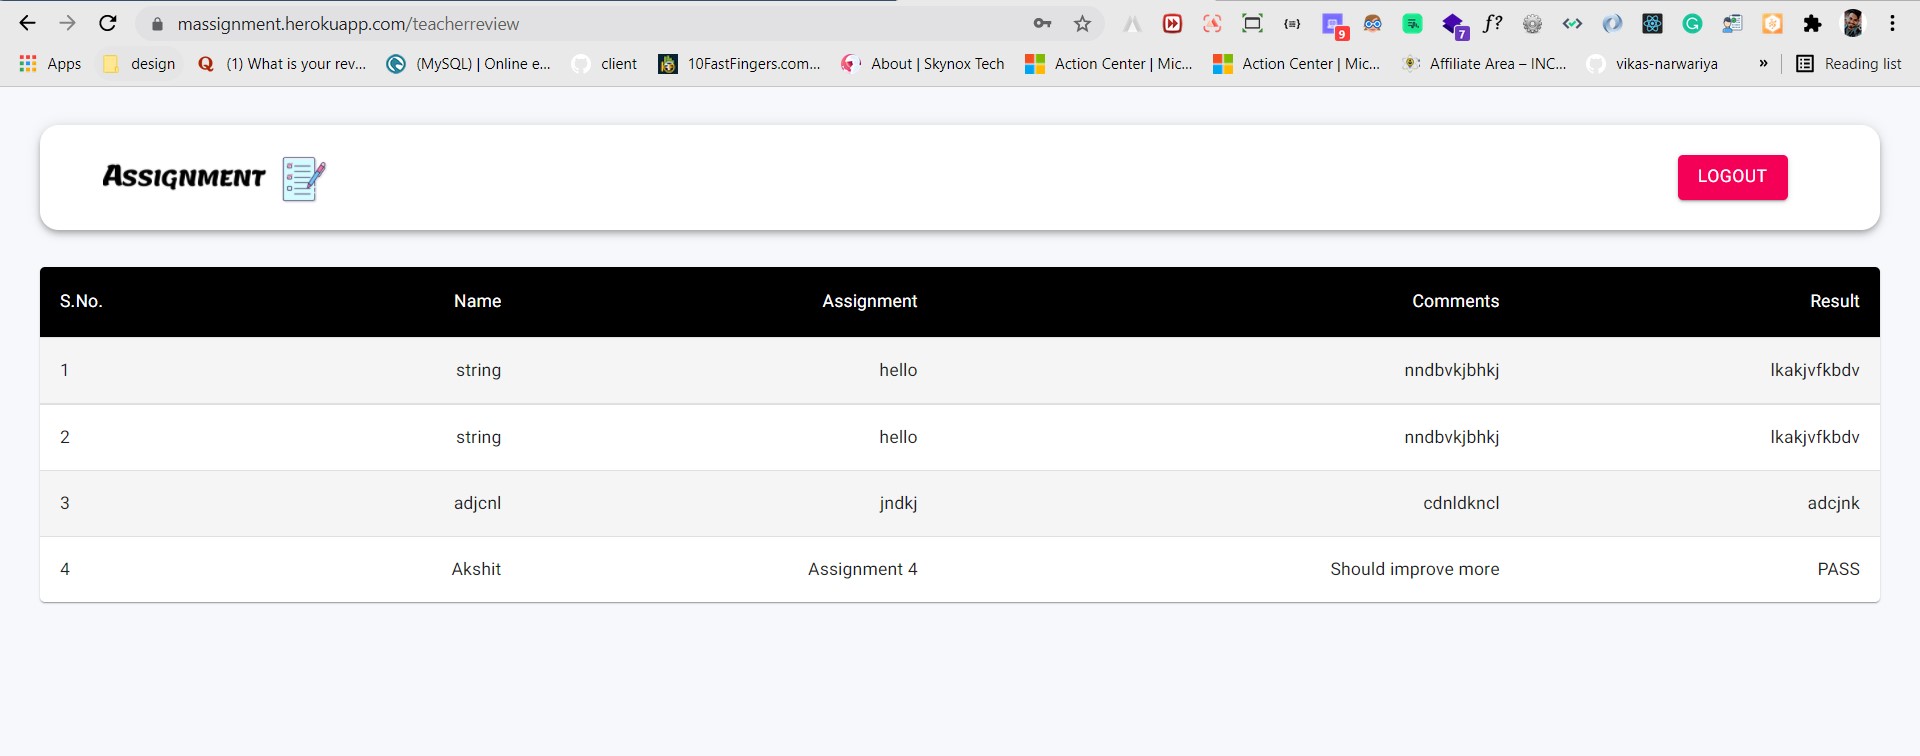 massignment.herokuapp.com/teacherreview
f?
9
7
Apps design (1) What is your rev... (MySQL) | Online e... client 10FastFingers.com... About | Skynox Tech Action Center | Mic... Action Center | Mic... Affiliate Area – INC... vikas-narwariya » Reading list
Assignment LOGOUT
S.No. Name Assignment Comments Result
1 string hello nndbvkjbhkj lkakjvfkbdv
2 string hello nndbvkjbhkj lkakjvfkbdv
3 adjcnl jndkj cdnldkncl adcjnk
4 Akshit Assignment 4 Should improve more PASS